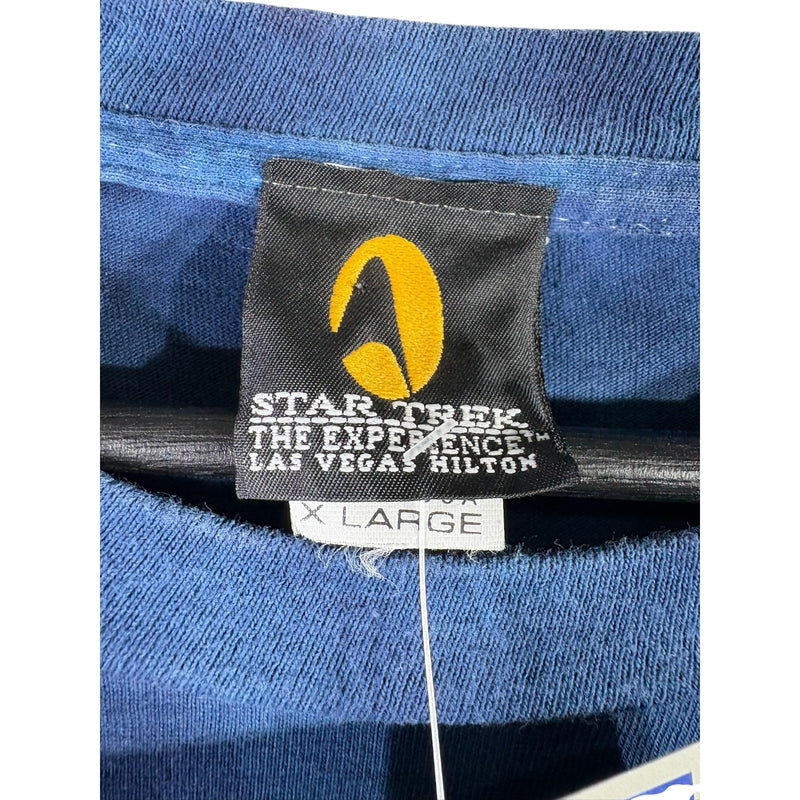 STAR TREK
THE EXPERIENCE™
LAS VEGAS HILTON
X LARGE